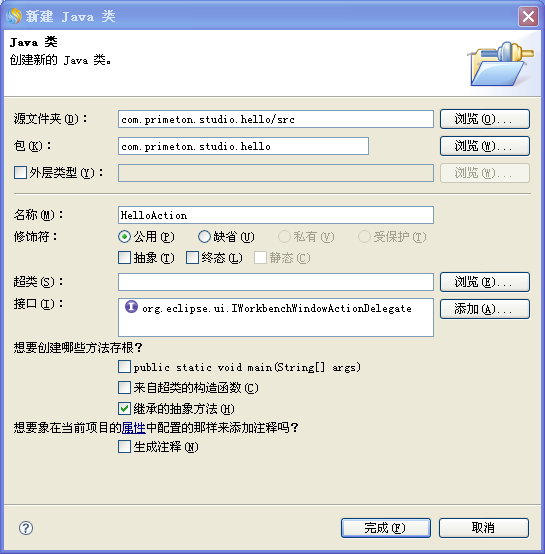 新建 Java 类
Java 类
创建新的 Java 类。
源文件夹(D): com.primeton.studio.hello/src 浏览(O)...
包(K): com.primeton.studio.hello 浏览(W)...
外层类型(Y): 浏览(W)...
名称(M): HelloAction
修饰符: 公用(P) 缺省(U) 私有(V) 受保护(T)
抽象(T) 终态(L) 静态(C)
超类(S): 浏览(E)...
接口(I): org.eclipse.ui.IWorkbenchWindowActionDelegate 添加(A)...
想要创建哪些方法存根?
public static void main(String[] args)
来自超类的构造函数(C)
继承的抽象方法(H)
想要象在当前项目的属性中配置的那样来添加注释吗?
生成注释(N)
? 完成(F) 取消